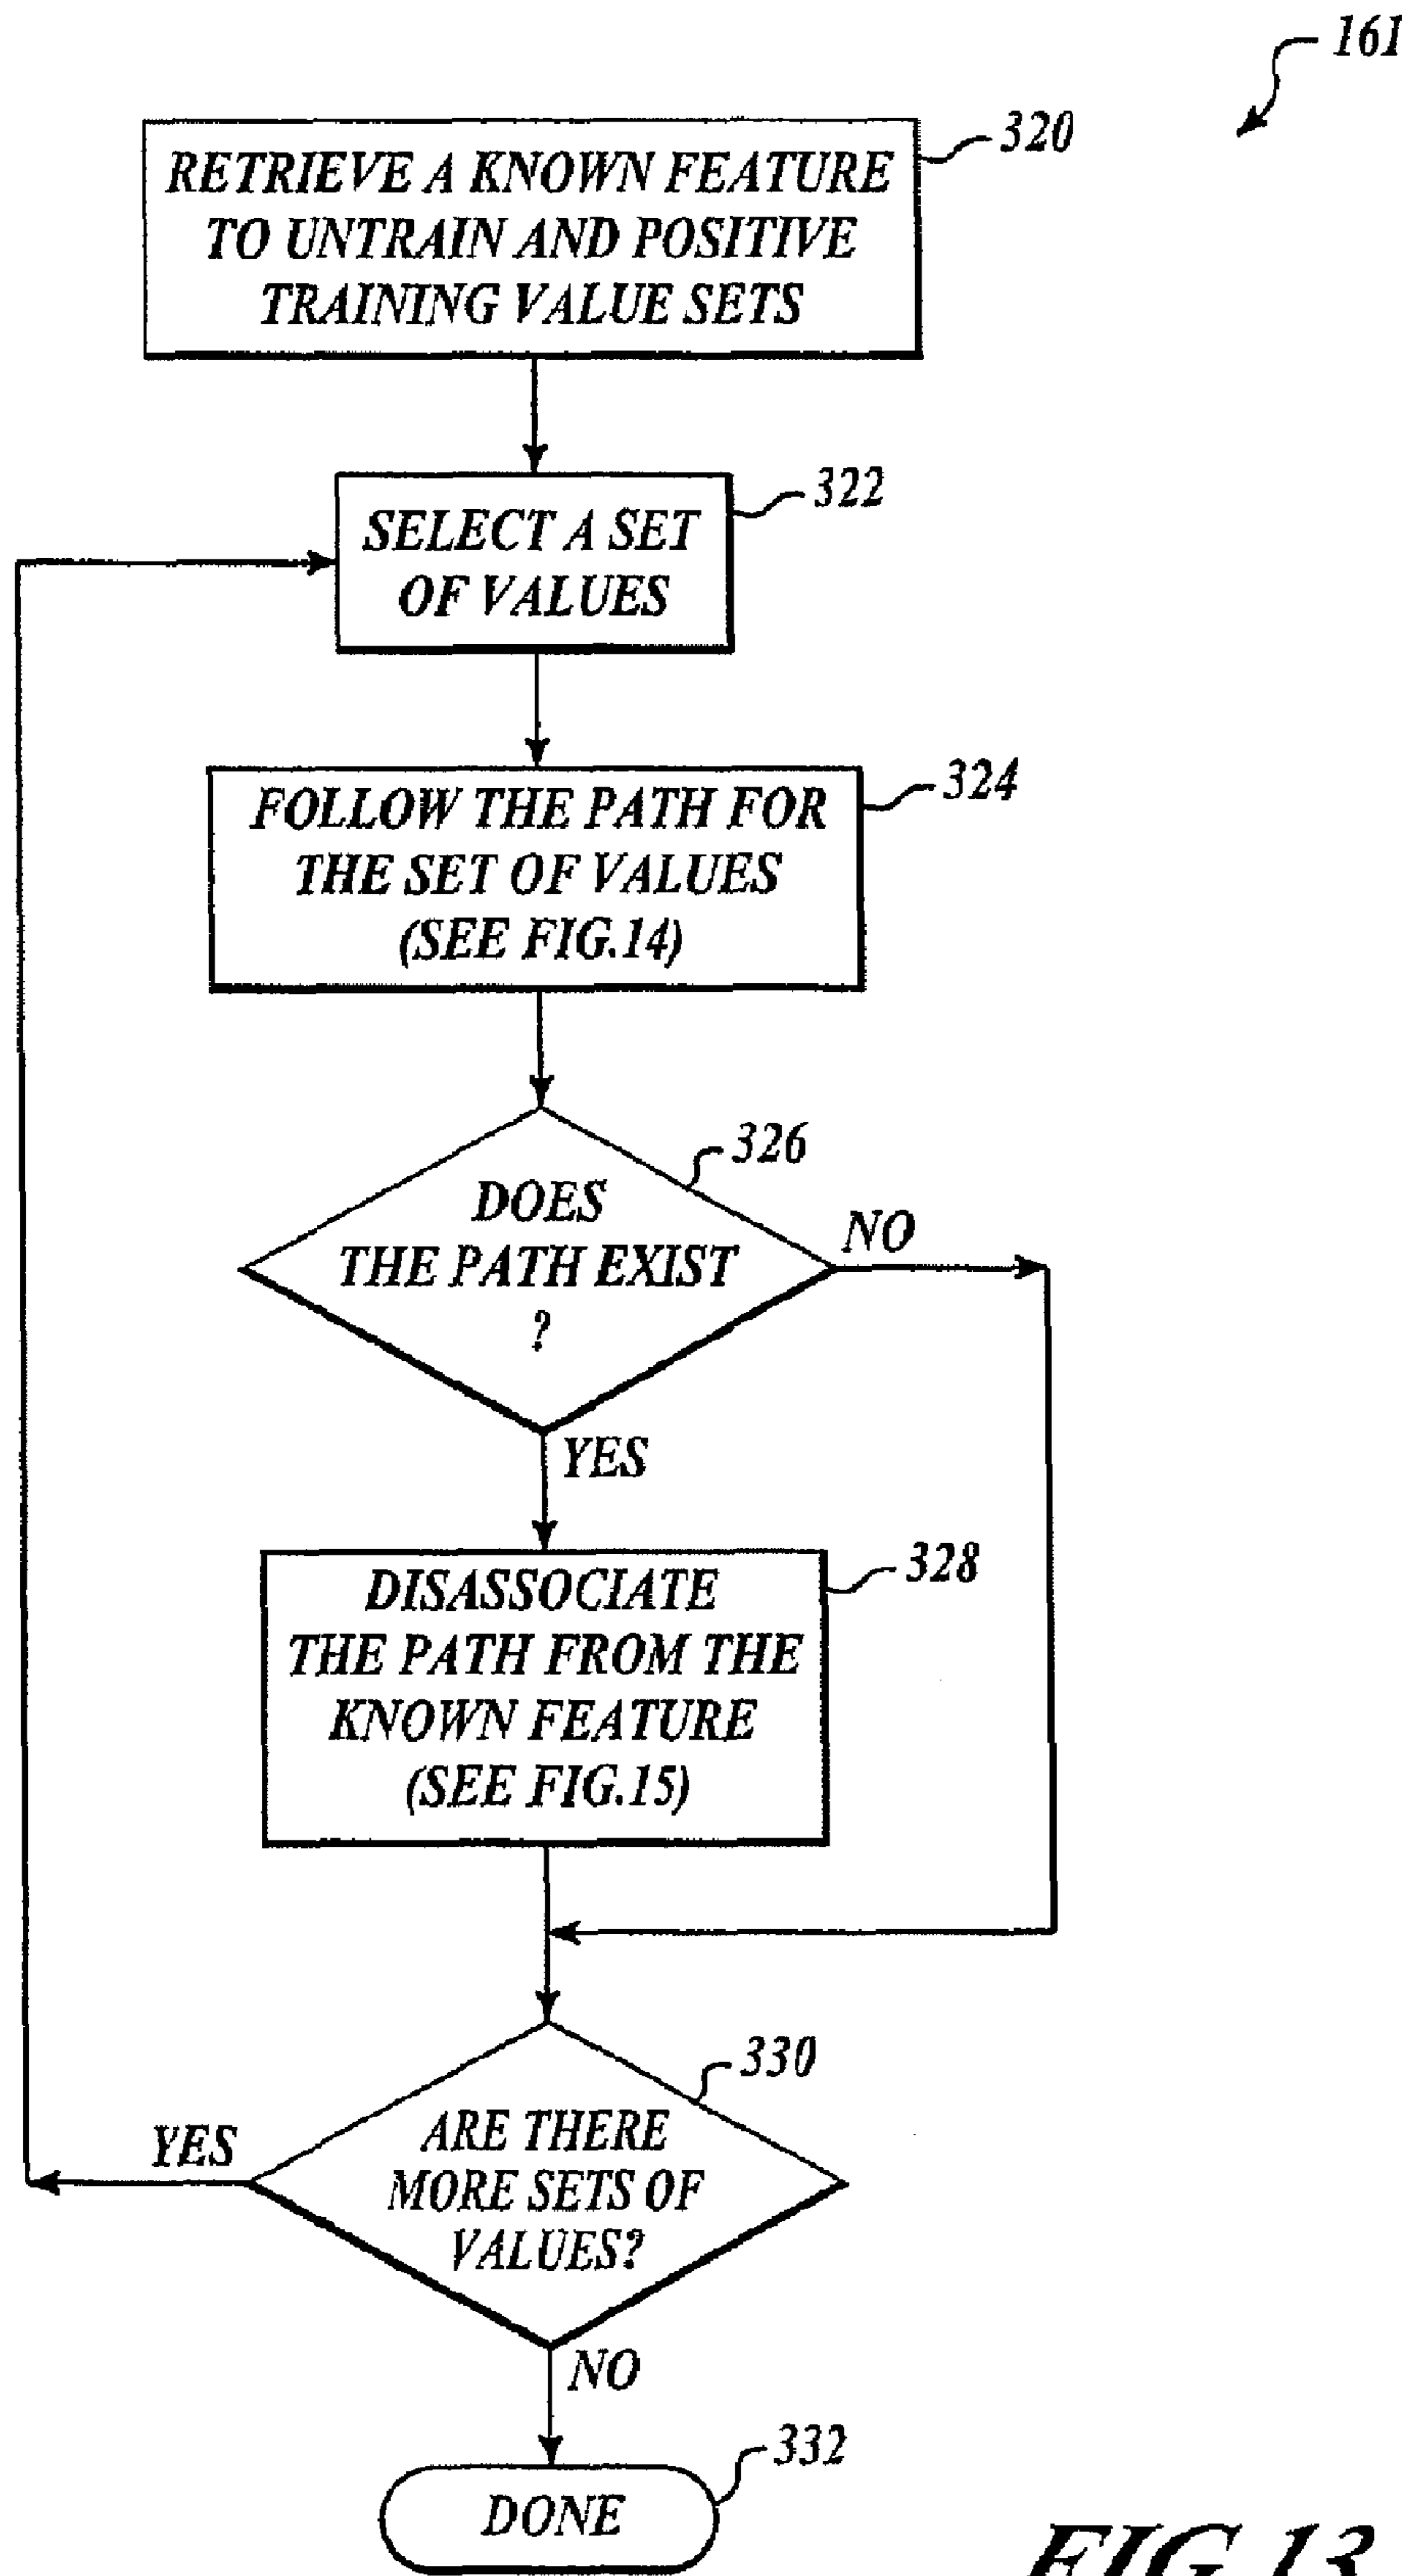 161
320
RETRIEVE A KNOWN FEATURE
TO UNTRAIN AND POSITIVE
TRAINING VALUE SETS
322
SELECT A SET
OF VALUES
324
FOLLOW THE PATH FOR
THE SET OF VALUES
(SEE FIG.14)
326
DOES
THE PATH EXIST
?
NO
YES
328
DISASSOCIATE
THE PATH FROM THE
KNOWN FEATURE
(SEE FIG.15)
330
ARE THERE
MORE SETS OF
VALUES?
YES
NO
332
DONE
FIG.13